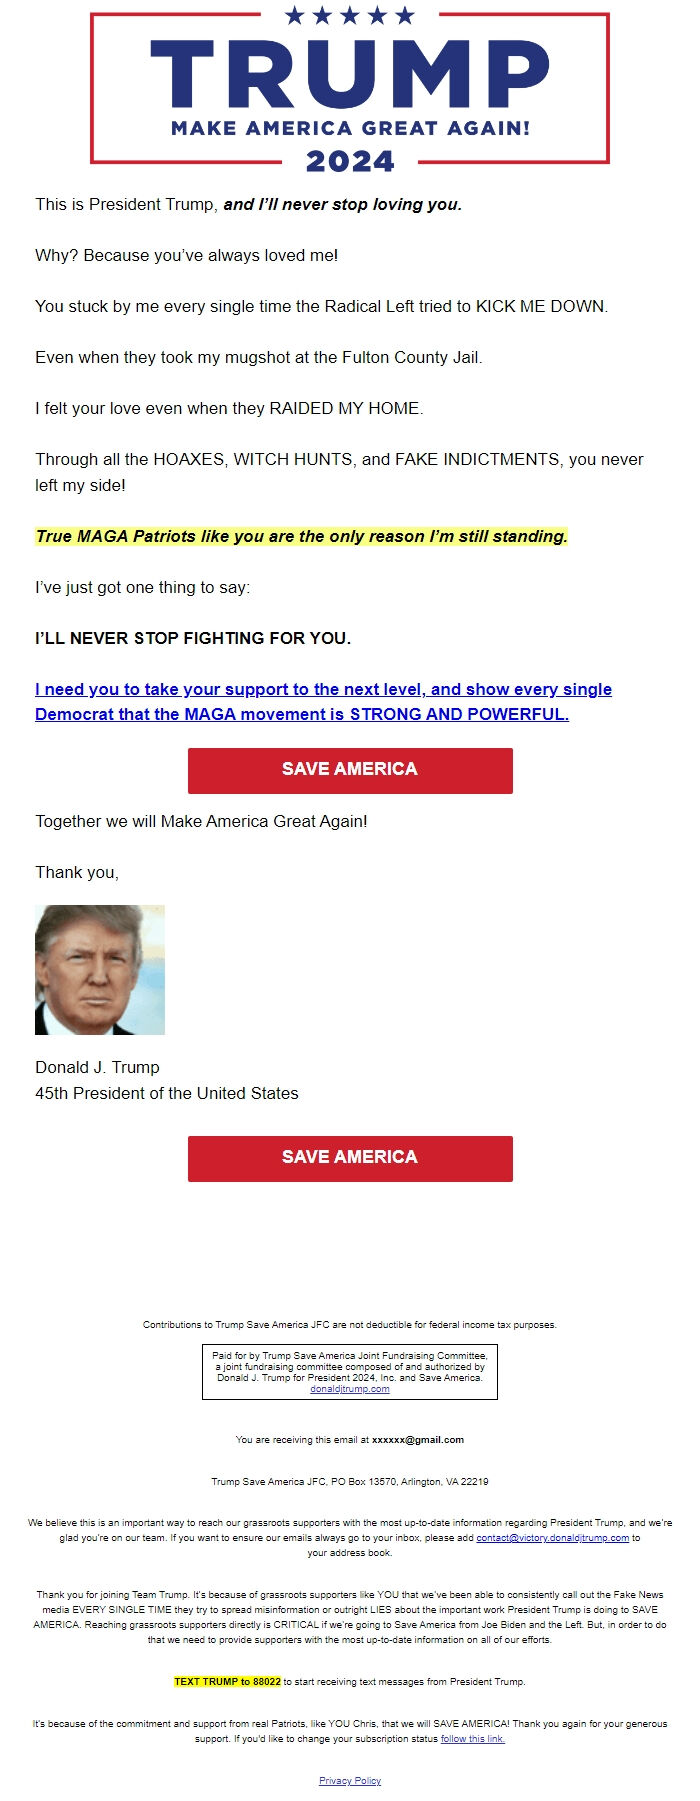 TRUMP
MAKE AMERICA GREAT AGAIN!
2024
This is President Trump, and I’ll never stop loving you.
Why? Because you’ve always loved me!
You stuck by me every single time the Radical Left tried to KICK ME DOWN.
Even when they took my mugshot at the Fulton County Jail.
I felt your love even when they RAIDED MY HOME.
Through all the HOAXES, WITCH HUNTS, and FAKE INDICTMENTS, you never
left my side!
True MAGA Patriots like you are the only reason I’m still standing.
I’ve just got one thing to say:
I’LL NEVER STOP FIGHTING FOR YOU.
I need you to take your support to the next level, and show every single
Democrat that the MAGA movement is STRONG AND POWERFUL.
SAVE AMERICA
Together we will Make America Great Again!
Thank you,
Donald J. Trump
45th President of the United States
SAVE AMERICA
Contributions to Trump Save America JFC are not deductible for federal income tax purposes.
Paid for by Trump Save America Joint Fundraising Committee,
a joint fundraising committee composed of and authorized by
Donald J. Trump for President 2024, Inc. and Save America.
donaldjtrump.com
You are receiving this email at xxxxxx@gmail.com
Trump Save America JFC, PO Box 13570, Arlington, VA 22219
We believe this is an important way to reach our grassroots supporters with the most up-to-date information regarding President Trump, and we’re
glad you’re on our team. If you want to ensure our emails always go to your inbox, please add contact@victory.donaldjtrump.com to
your address book.
Thank you for joining Team Trump. It’s because of grassroots supporters like YOU that we’ve been able to consistently call out the Fake News
media EVERY SINGLE TIME they try to spread misinformation or outright LIES about the important work President Trump is doing to SAVE
AMERICA. Reaching grassroots supporters directly is CRITICAL if we’re going to Save America from Joe Biden and the Left. But, in order to do
that we need to provide supporters with the most up-to-date information on all of our efforts.
TEXT TRUMP to 88022 to start receiving text messages from President Trump.
It’s because of the commitment and support from real Patriots, like YOU Chris, that we will SAVE AMERICA! Thank you again for your generous
support. If you'd like to change your subscription status follow this link.
Privacy Policy